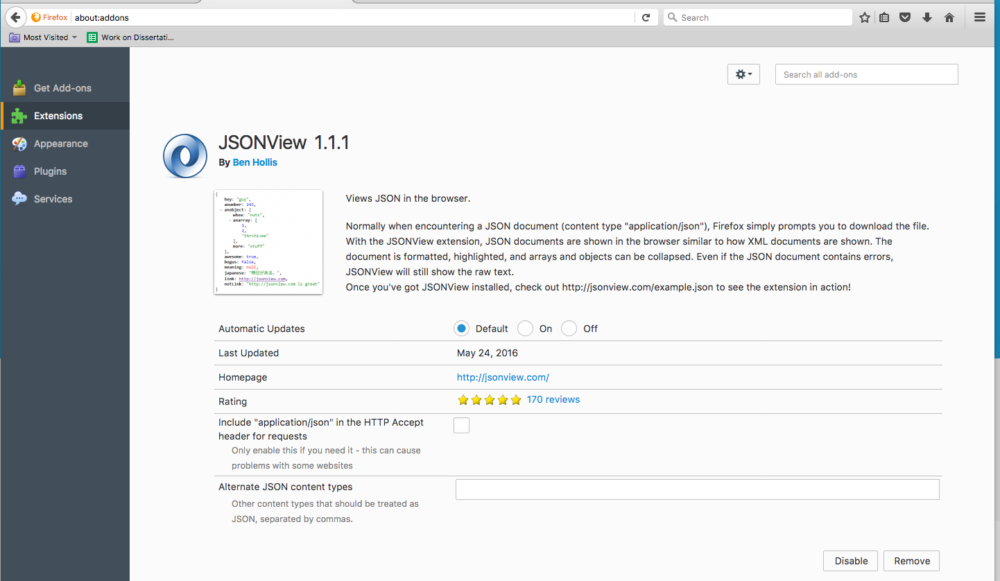 Firefox about:addons
Search
Most Visited
Work on Dissertati...
Get Add-ons
Extensions
Appearance
Plugins
Services
Search all add-ons
JSONView 1.1.1
By Ben Hollis
{
hey: "guy",
anumber: 243,
- anobject: {
whoa: "nuts",
- anarray: [
1,
2,
"thr<h1>ee"
],
more: "stuff"
},
awesome: true,
bogus: false,
meaning: null,
japanese: "明日がある。",
link: http://jsonview.com,
notLink: "http://jsonview.com is great"
}
Views JSON in the browser.
Normally when encountering a JSON document (content type "application/json"), Firefox simply prompts you to download the file.
With the JSONView extension, JSON documents are shown in the browser similar to how XML documents are shown. The
document is formatted, highlighted, and arrays and objects can be collapsed. Even if the JSON document contains errors,
JSONView will still show the raw text.
Once you've got JSONView installed, check out http://jsonview.com/example.json to see the extension in action!
Automatic Updates Default On Off
Last Updated May 24, 2016
Homepage http://jsonview.com/
Rating 170 reviews
Include "application/json" in the HTTP Accept
header for requests
Only enable this if you need it - this can cause
problems with some websites
Alternate JSON content types
Other content types that should be treated as
JSON, separated by commas.
Disable Remove